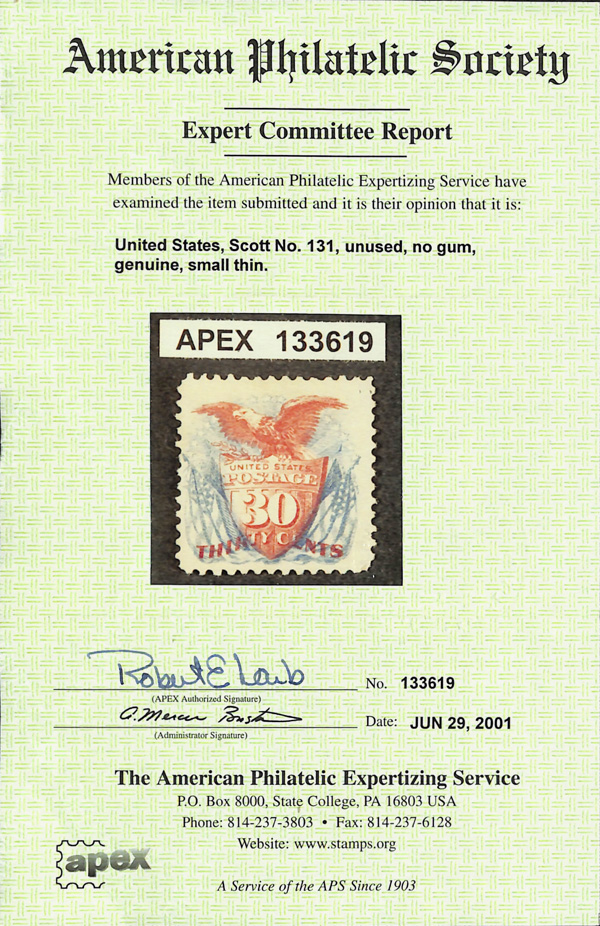 American Philatelic Society
Expert Committee Report
Members of the American Philatelic Expertizing Service have
examined the item submitted and it is their opinion that it is:
United States, Scott No. 131, unused, no gum,
genuine, small thin.
APEX 133619
UNITED STATES
POSTAGE
30
THIRTY CENTS
Robert E Laub
No. 133619
(APEX Authorized Signature)
G. Mercer
Date: JUN 29, 2001
(Administrator Signature)
The American Philatelic Expertizing Service
P.O. Box 8000, State College, PA 16803 USA
Phone: 814-237-3803 • Fax: 814-237-6128
Website: www.stamps.org
apex
A Service of the APS Since 1903